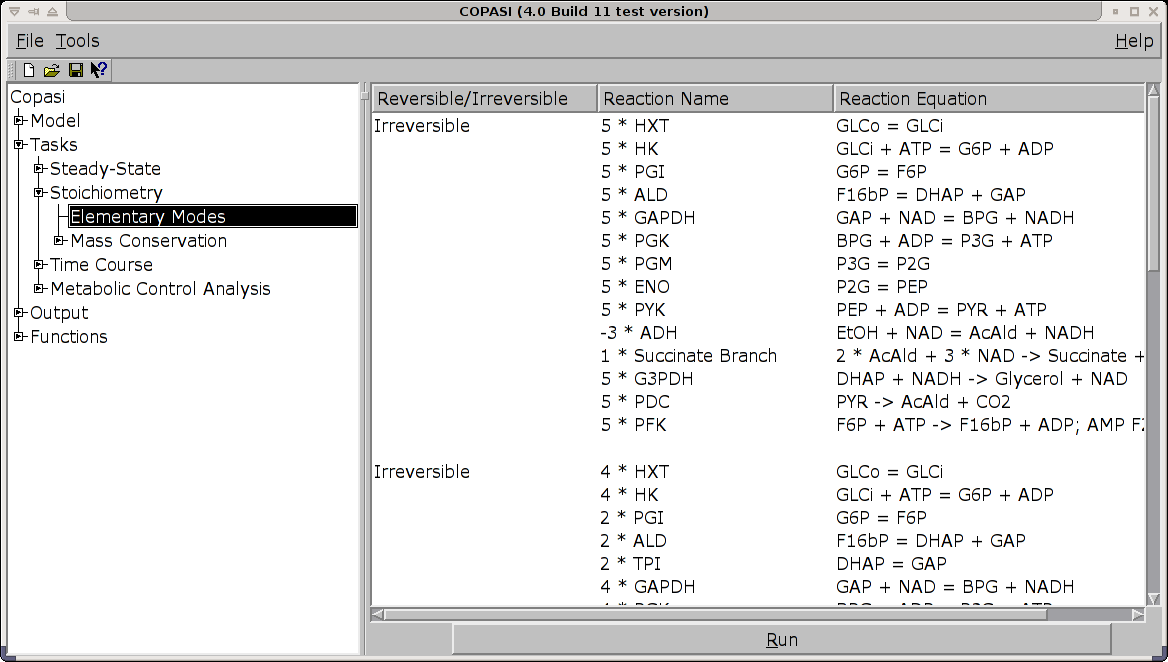 COPASI (4.0 Build 11 test version)
File Tools Help
Copasi
Model
Tasks
Steady-State
Stoichiometry
Elementary Modes
Mass Conservation
Time Course
Metabolic Control Analysis
Output
Functions
Reversible/Irreversible Reaction Name Reaction Equation
Irreversible 5 * HXT GLCo = GLCi
5 * HK GLCi + ATP = G6P + ADP
5 * PGI G6P = F6P
5 * ALD F16bP = DHAP + GAP
5 * GAPDH GAP + NAD = BPG + NADH
5 * PGK BPG + ADP = P3G + ATP
5 * PGM P3G = P2G
5 * ENO P2G = PEP
5 * PYK PEP + ADP = PYR + ATP
-3 * ADH EtOH + NAD = AcAld + NADH
1 * Succinate Branch 2 * AcAld + 3 * NAD -> Succinate +
5 * G3PDH DHAP + NADH -> Glycerol + NAD
5 * PDC PYR -> AcAld + CO2
5 * PFK F6P + ATP -> F16bP + ADP; AMP F2
Irreversible 4 * HXT GLCo = GLCi
4 * HK GLCi + ATP = G6P + ADP
2 * PGI G6P = F6P
2 * ALD F16bP = DHAP + GAP
2 * TPI DHAP = GAP
4 * GAPDH GAP + NAD = BPG + NADH
Run